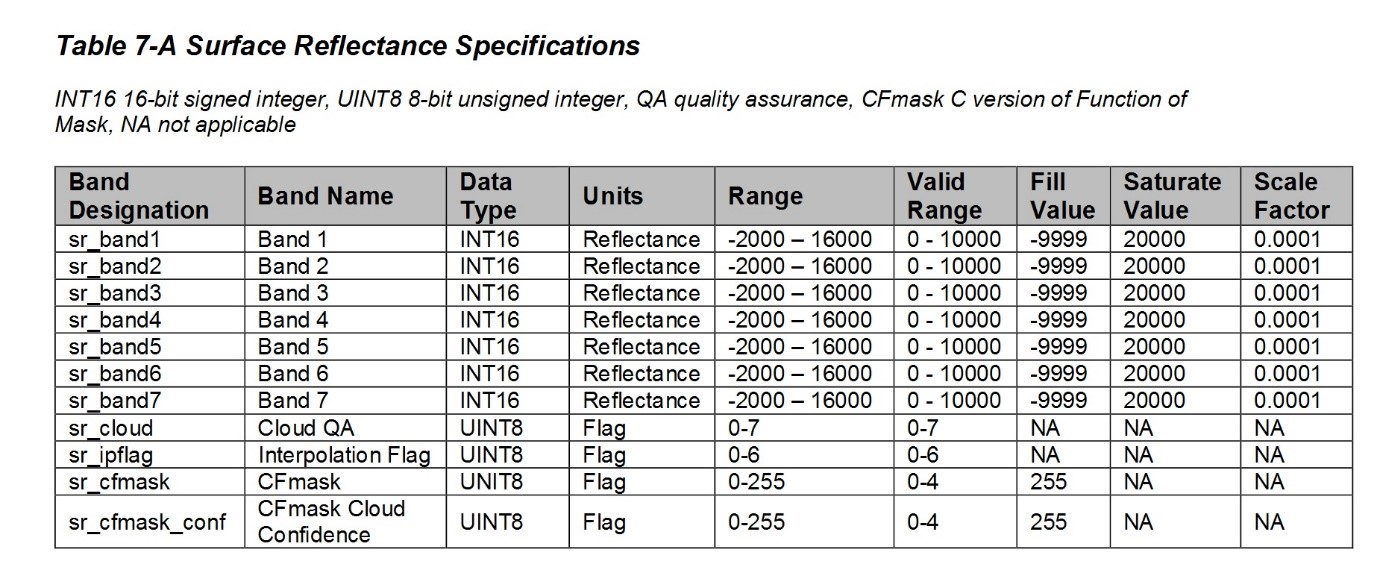 Table 7-A Surface Reflectance Specifications
INT16 16-bit signed integer, UINT8 8-bit unsigned integer, QA quality assurance, CFmask C version of Function of
Mask, NA not applicable
Band Designation Band Name Data Type Units Range Valid Range Fill Value Saturate Value Scale Factor
sr_band1 Band 1 INT16 Reflectance -2000 – 16000 0 - 10000 -9999 20000 0.0001
sr_band2 Band 2 INT16 Reflectance -2000 – 16000 0 - 10000 -9999 20000 0.0001
sr_band3 Band 3 INT16 Reflectance -2000 – 16000 0 - 10000 -9999 20000 0.0001
sr_band4 Band 4 INT16 Reflectance -2000 – 16000 0 - 10000 -9999 20000 0.0001
sr_band5 Band 5 INT16 Reflectance -2000 – 16000 0 - 10000 -9999 20000 0.0001
sr_band6 Band 6 INT16 Reflectance -2000 – 16000 0 - 10000 -9999 20000 0.0001
sr_band7 Band 7 INT16 Reflectance -2000 – 16000 0 - 10000 -9999 20000 0.0001
sr_cloud Cloud QA UINT8 Flag 0-7 0-7 NA NA NA
sr_ipflag Interpolation Flag UINT8 Flag 0-6 0-6 NA NA NA
sr_cfmask CFmask UNIT8 Flag 0-255 0-4 255 NA NA
sr_cfmask_conf CFmask Cloud Confidence UINT8 Flag 0-255 0-4 255 NA NA